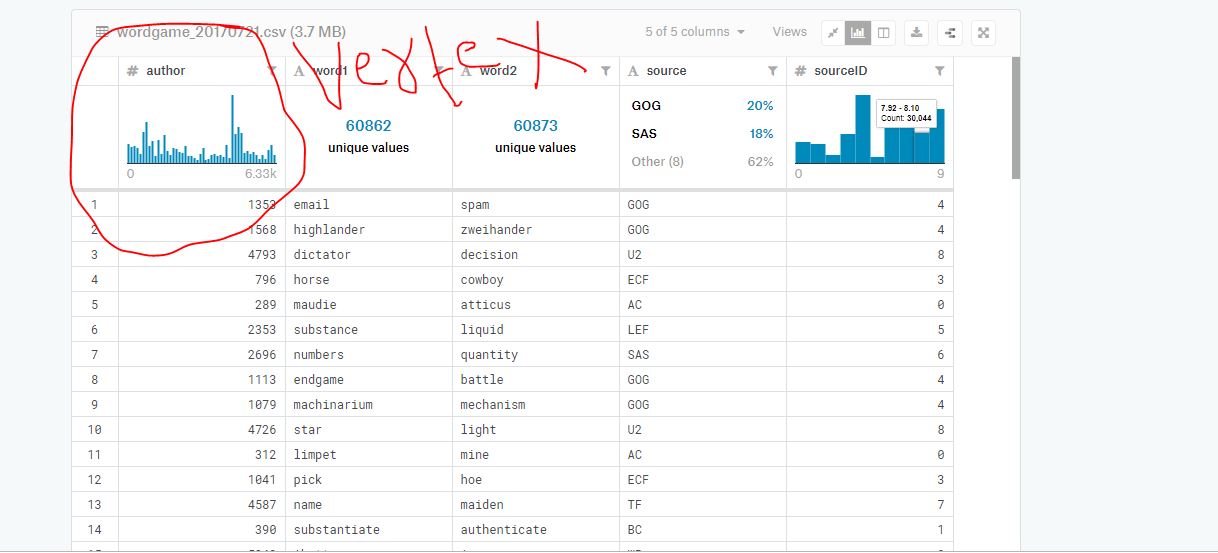 wordgame_20170721.csv (3.7 MB) 5 of 5 columns Views
# author A word1 A word2 A source # sourceID
GOG 20% 7.92 - 8.10
60862 60873 SAS 18% Count: 30,044
unique values unique values Other (8) 62%
0 6.33k 0 9
1 1353 email spam GOG 4
2 1568 highlander zweihander GOG 4
3 4793 dictator decision U2 8
4 796 horse cowboy ECF 3
5 289 maudie atticus AC 0
6 2353 substance liquid LEF 5
7 2696 numbers quantity SAS 6
8 1113 endgame battle GOG 4
9 1079 machinarium mechanism GOG 4
10 4726 star light U2 8
11 312 limpet mine AC 0
12 1041 pick hoe ECF 3
13 4587 name maiden TF 7
14 390 substantiate authenticate BC 1